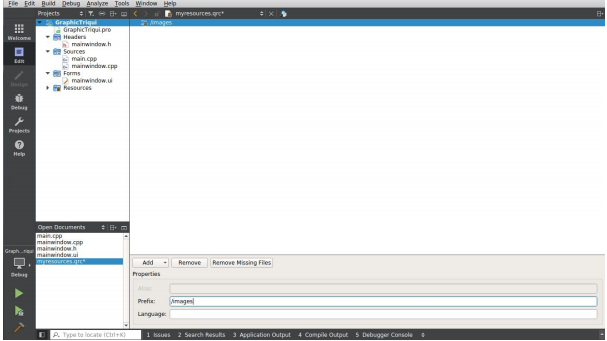 File Edit Build Debug Analyze Tools Window Help
Projects
myresources.qrc*
Welcome
Edit
Design
Debug
Projects
Help
GraphicTriqui
GraphicTriqui.pro
Headers
mainwindow.h
Sources
main.cpp
mainwindow.cpp
Forms
mainwindow.ui
Resources
/images
Open Documents
main.cpp
mainwindow.cpp
mainwindow.h
mainwindow.ui
myresources.qrc*
Graph...riqui
Debug
Add Remove Remove Missing Files
Properties
Alias:
Prefix: /images
Language:
Type to locate (Ctrl+K) 1 Issues 2 Search Results 3 Application Output 4 Compile Output 5 Debugger Console